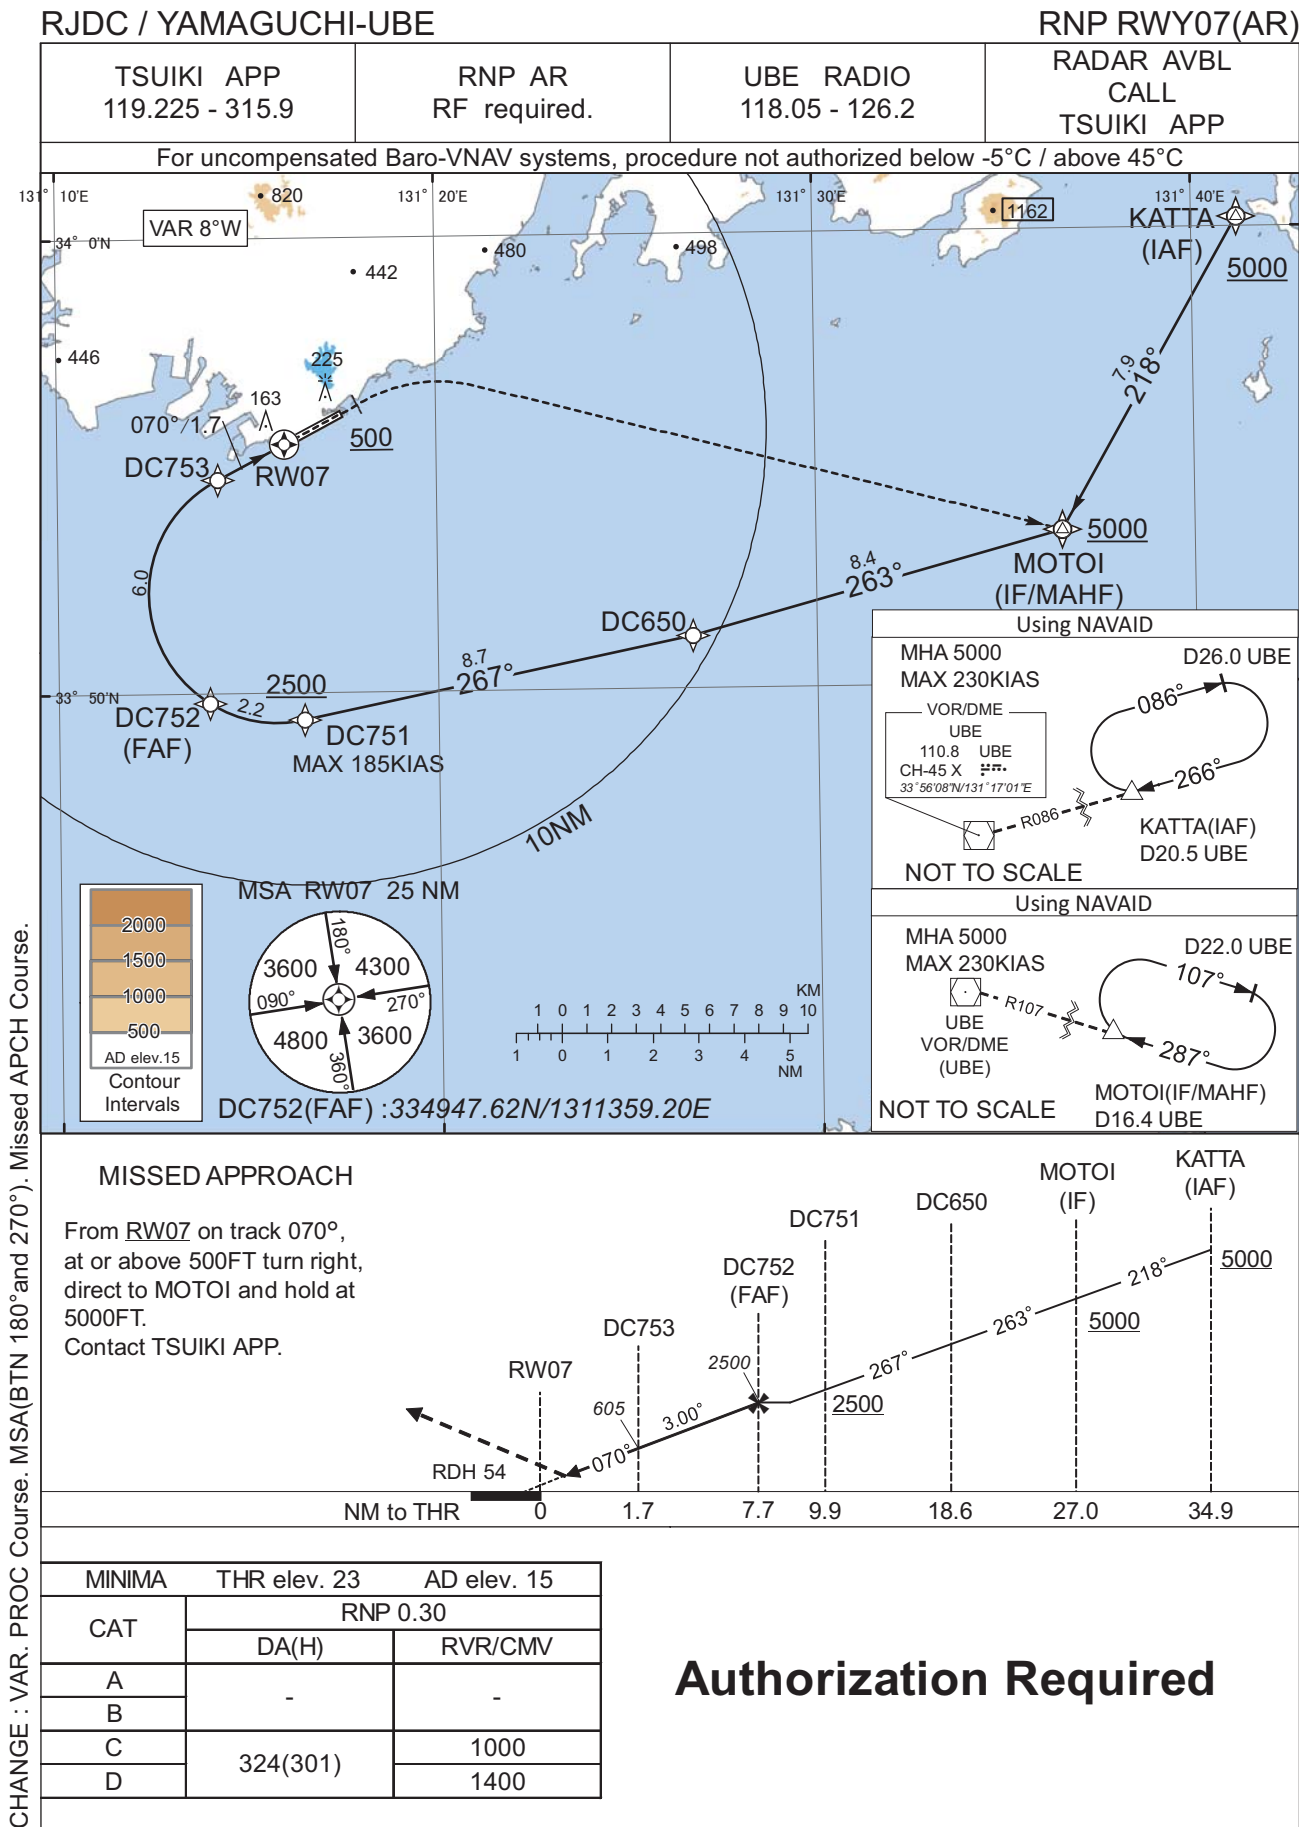 RJDC / YAMAGUCHI-UBE
RNP RWY07(AR)
TSUIKI APP
119.225 - 315.9
RNP AR
RF required.
UBE RADIO
118.05 - 126.2
RADAR AVBL
CALL
TSUIKI APP
For uncompensated Baro-VNAV systems, procedure not authorized below -5°C / above 45°C
131° 10'E
820
131° 20'E
131° 30'E
1162
131° 40'E
VAR 8°W
34° 0'N
480
498
442
KATTA
(IAF)
5000
446
225
163
7.9
218°
070°/1.7
500
DC753
RW07
5000
MOTOI
(IF/MAHF)
8.4
263°
6.0
DC650
8.7
267°
33° 50'N
2500
2.2
DC752
(FAF)
DC751
MAX 185KIAS
10NM
Using NAVAID
MHA 5000
MAX 230KIAS
D26.0 UBE
VOR/DME
UBE
110.8 UBE
CH-45 X
33°56'08"N/131°17'01"E
086°
266°
R086
KATTA(IAF)
D20.5 UBE
NOT TO SCALE
Using NAVAID
MHA 5000
MAX 230KIAS
D22.0 UBE
107°
R107
287°
UBE
VOR/DME
(UBE)
MOTOI(IF/MAHF)
D16.4 UBE
NOT TO SCALE
2000
1500
1000
500
AD elev.15
Contour
Intervals
MSA RW07 25 NM
180°
3600
4300
090°
270°
4800
3600
360°
KM
1 0 1 2 3 4 5 6 7 8 9 10
1 0 1 2 3 4 5
NM
DC752(FAF) :334947.62N/1311359.20E
MISSED APPROACH
From RW07 on track 070°,
at or above 500FT turn right,
direct to MOTOI and hold at
5000FT.
Contact TSUIKI APP.
KATTA
(IAF)
MOTOI
(IF)
DC650
DC751
DC752
(FAF)
DC753
RW07
5000
218°
5000
263°
267°
2500
2500
605
3.00°
070°
RDH 54
NM to THR 0 1.7 7.7 9.9 18.6 27.0 34.9
MINIMA THR elev. 23 AD elev. 15
CAT
RNP 0.30
DA(H)
RVR/CMV
A
B
-
-
C
D
324(301)
1000
1400
Authorization Required
CHANGE : VAR. PROC Course. MSA(BTN 180°and 270°). Missed APCH Course.